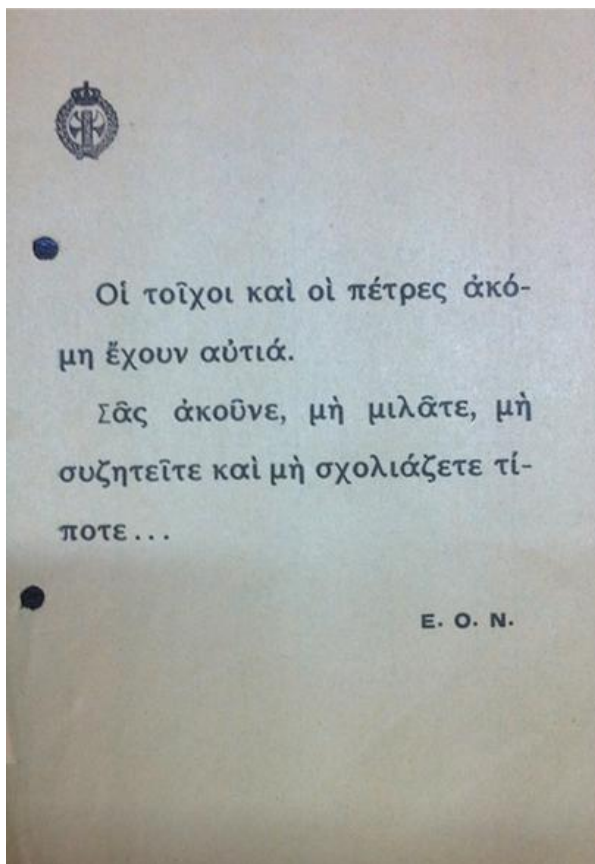 Οἱ τοῖχοι καὶ οἱ πέτρες ἀκό-
μη ἔχουν αὐτιά.
Σᾶς ἀκοῦνε, μὴ μιλᾶτε, μὴ
συζητεῖτε καὶ μὴ σχολιάζετε τί-
ποτε...
Ε. Ο. Ν.